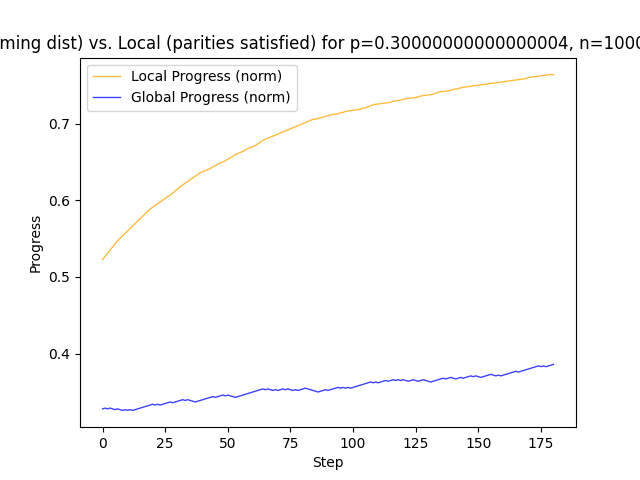 ming dist) vs. Local (parities satisfied) for p=0.30000000000000004, n=1000
Local Progress (norm)
Global Progress (norm)
Progress
0.7
0.6
0.5
0.4
0 25 50 75 100 125 150 175
Step